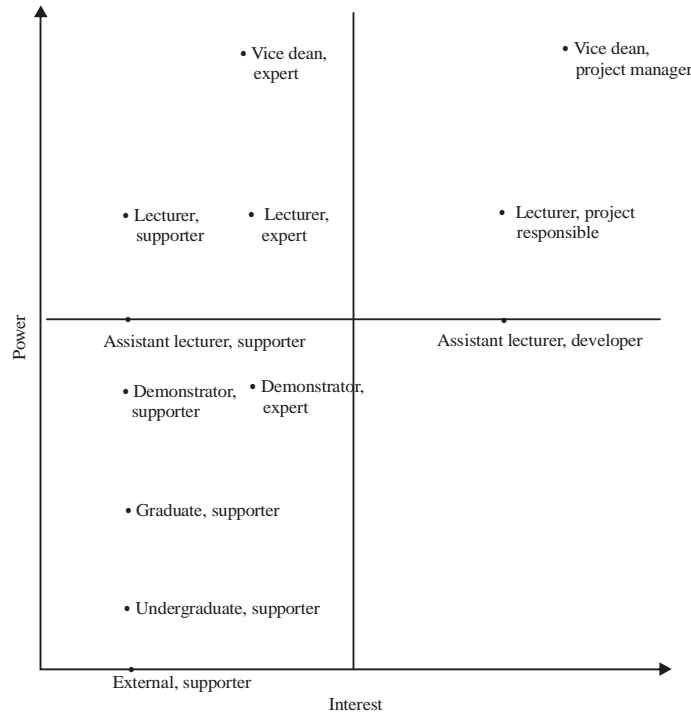 Vice dean,
expert
Vice dean,
project manager
Lecturer,
supporter
Lecturer,
expert
Lecturer, project
responsible
Power
Assistant lecturer, supporter
Assistant lecturer, developer
Demonstrator,
supporter
Demonstrator,
expert
Graduate, supporter
Undergraduate, supporter
External, supporter
Interest